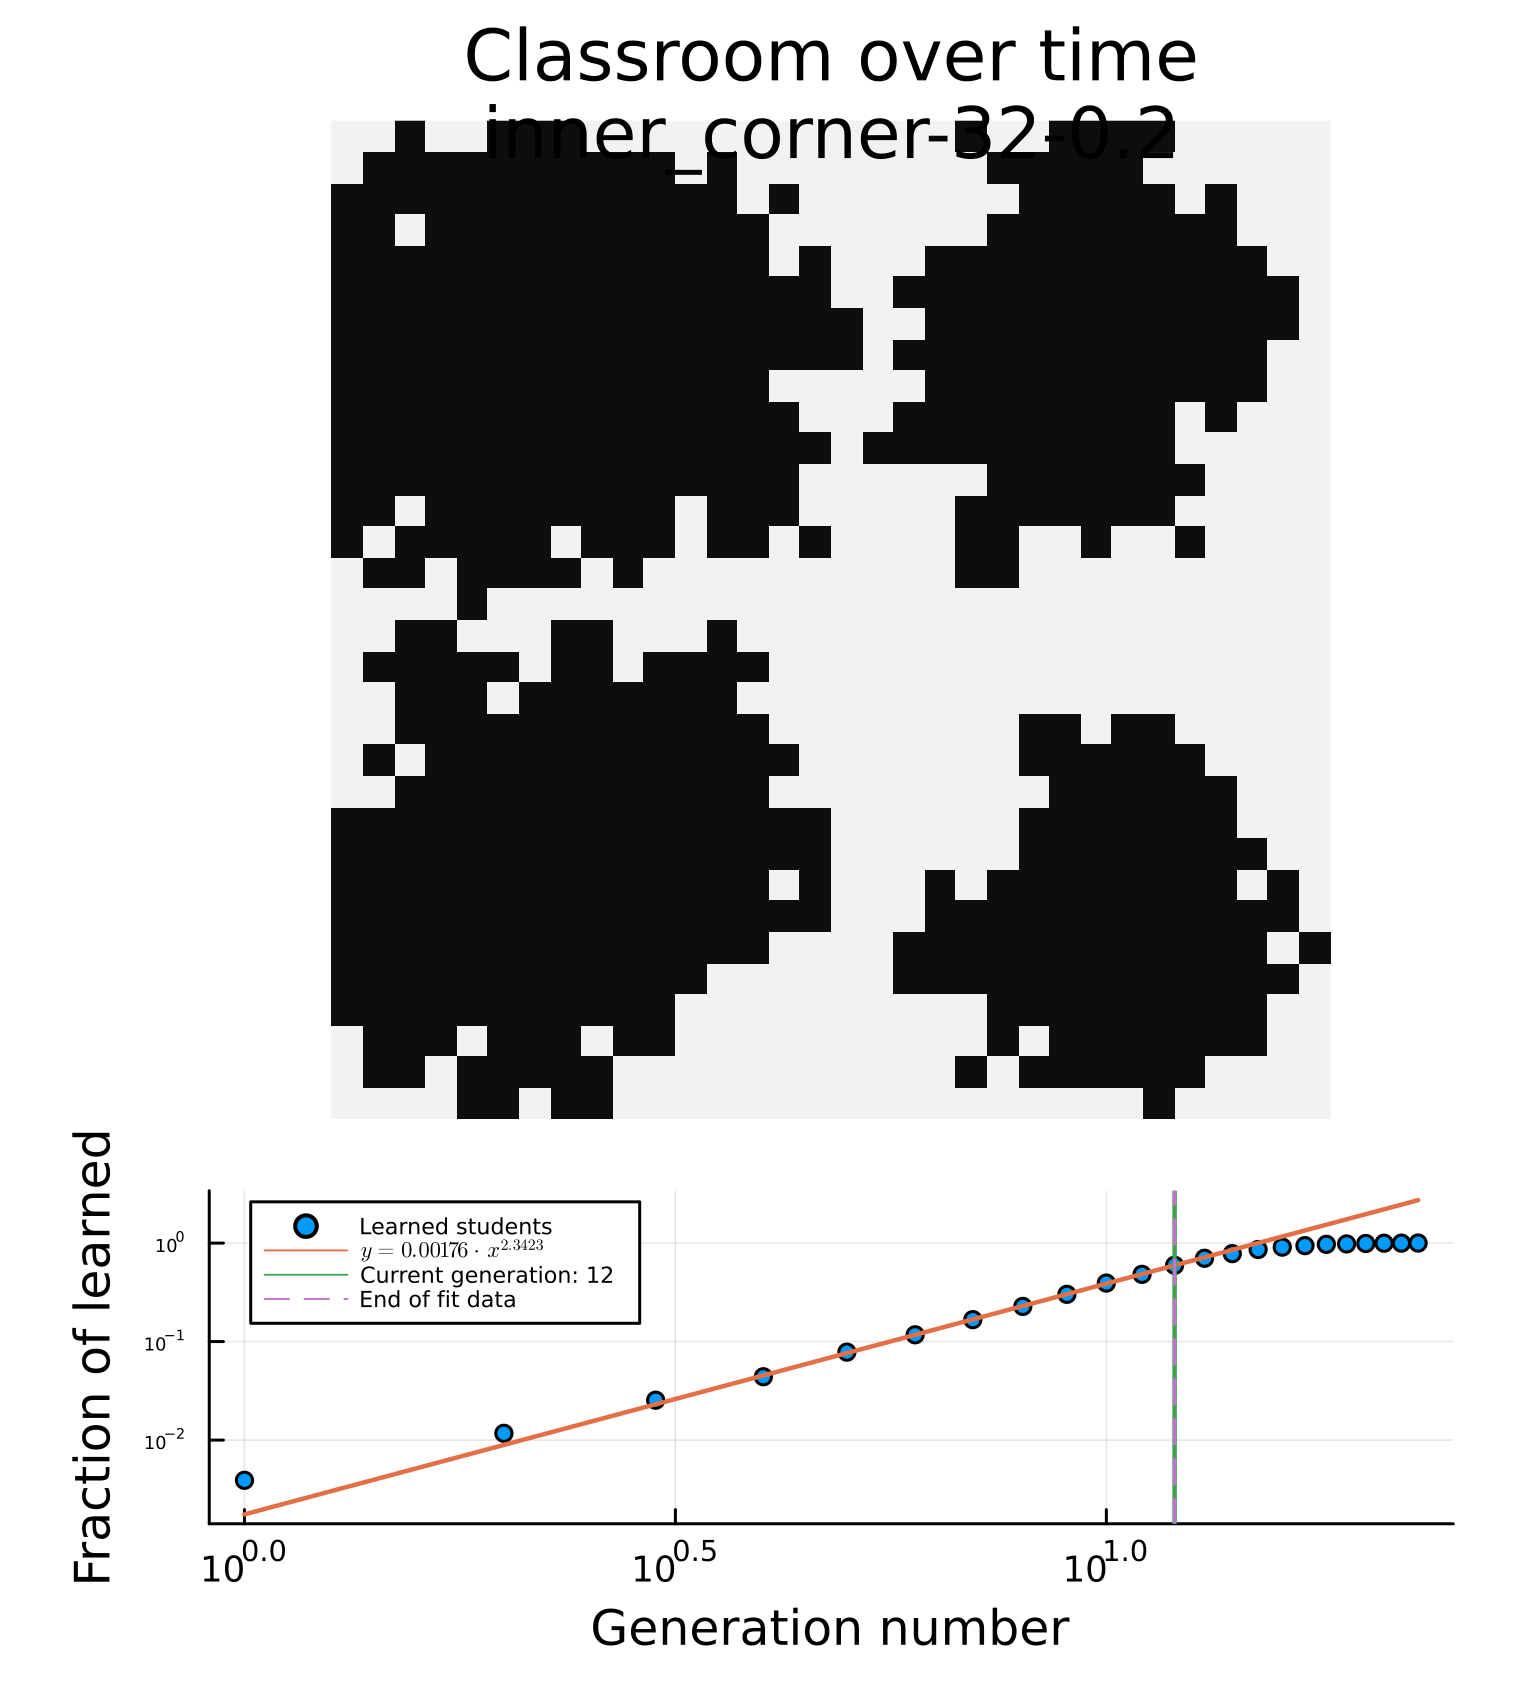 Classroom over time
inner_corner-32-0.2
Fraction of learned
10^0
10^-1
10^-2
Learned students
y = 0.00176 · x^2.3423
Current generation: 12
End of fit data
10^0.0
10^0.5
10^1.0
Generation number